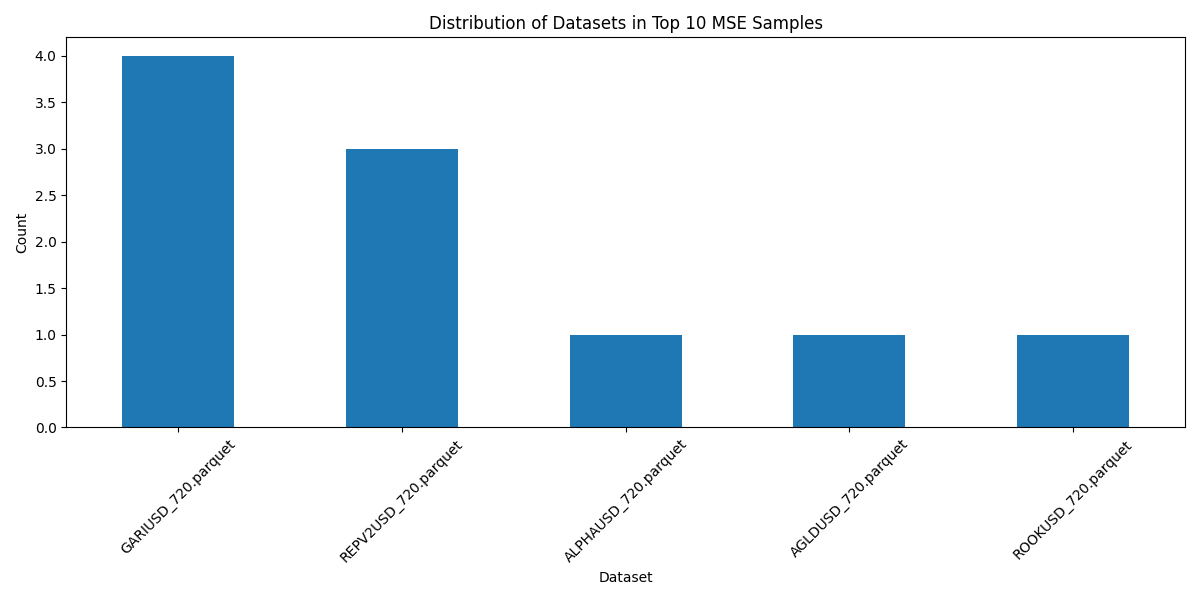 Distribution of Datasets in Top 10 MSE Samples
Count
4.0
3.5
3.0
2.5
2.0
1.5
1.0
0.5
0.0
GARIUSD_720.parquet
REPV2USD_720.parquet
ALPHAUSD_720.parquet
AGLDUSD_720.parquet
ROOKUSD_720.parquet
Dataset